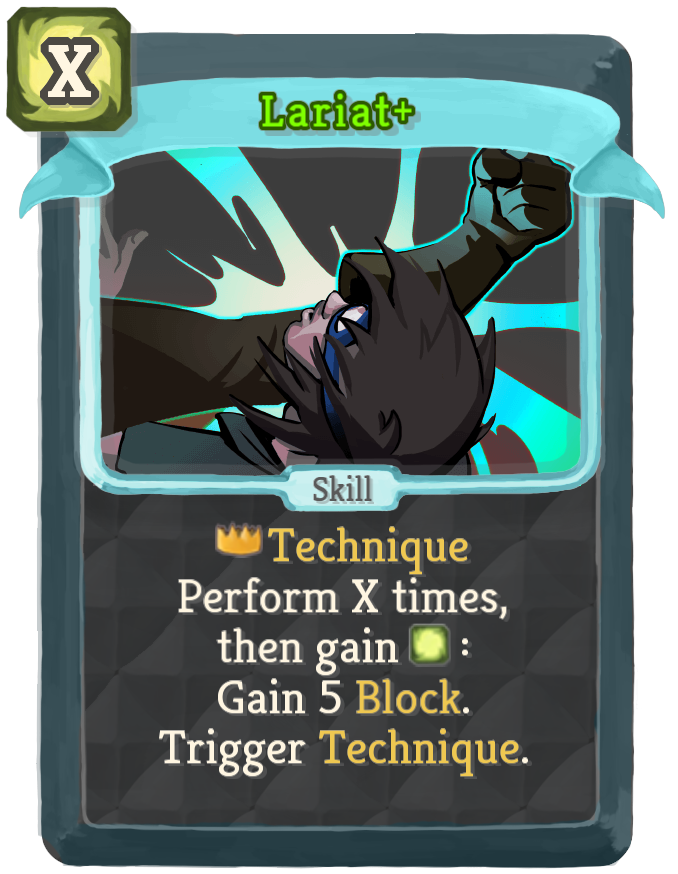 X
Lariat+
Skill
Technique
Perform X times,
then gain :
Gain 5 Block.
Trigger Technique.